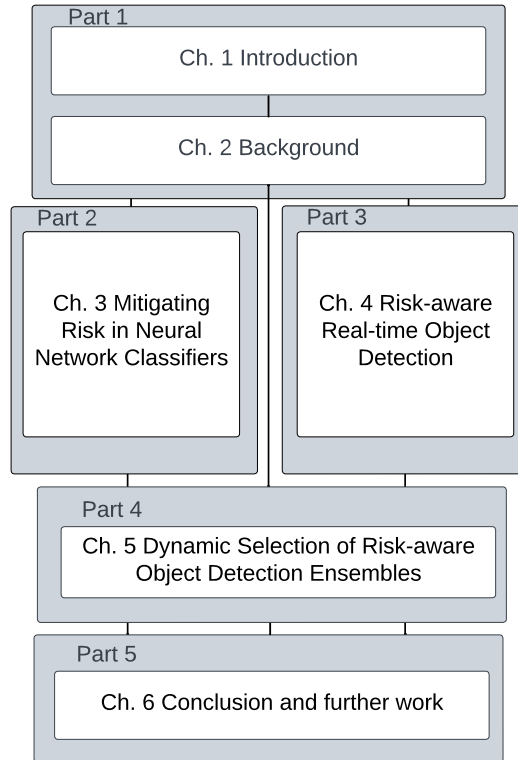 Part 1
Ch. 1 Introduction
Ch. 2 Background
Part 2
Ch. 3 Mitigating
Risk in Neural
Network Classifiers
Part 3
Ch. 4 Risk-aware
Real-time Object
Detection
Part 4
Ch. 5 Dynamic Selection of Risk-aware
Object Detection Ensembles
Part 5
Ch. 6 Conclusion and further work